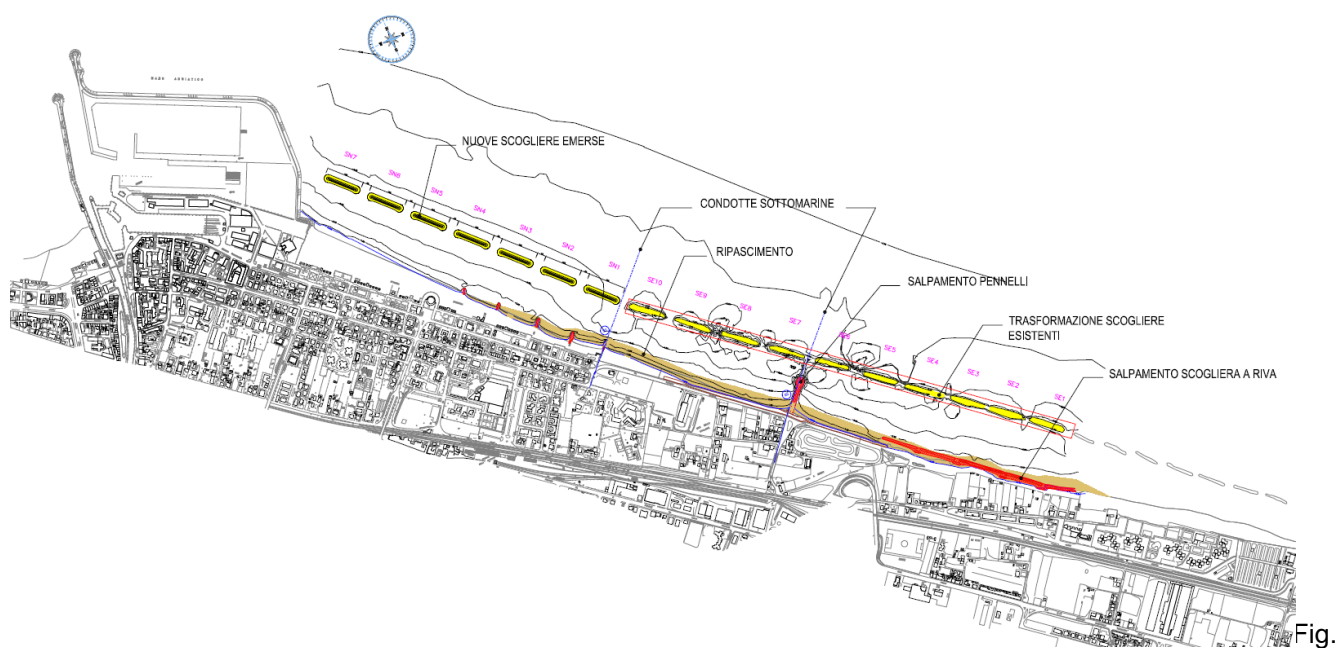 MARE ADRIATICO
NUOVE SCOGLIERE EMERSE
SN7
SN6
SN5
SN4
SN3
SN2
SN1
CONDOTTE SOTTOMARINE
RIPASCIMENTO
SE10
SE9
SE8
SE7
SALPAMENTO PENNELLI
SE6
SE5
SE4
SE3
SE2
SE1
TRASFORMAZIONE SCOGLIERE
ESISTENTI
SALPAMENTO SCOGLIERA A RIVA
Fig.